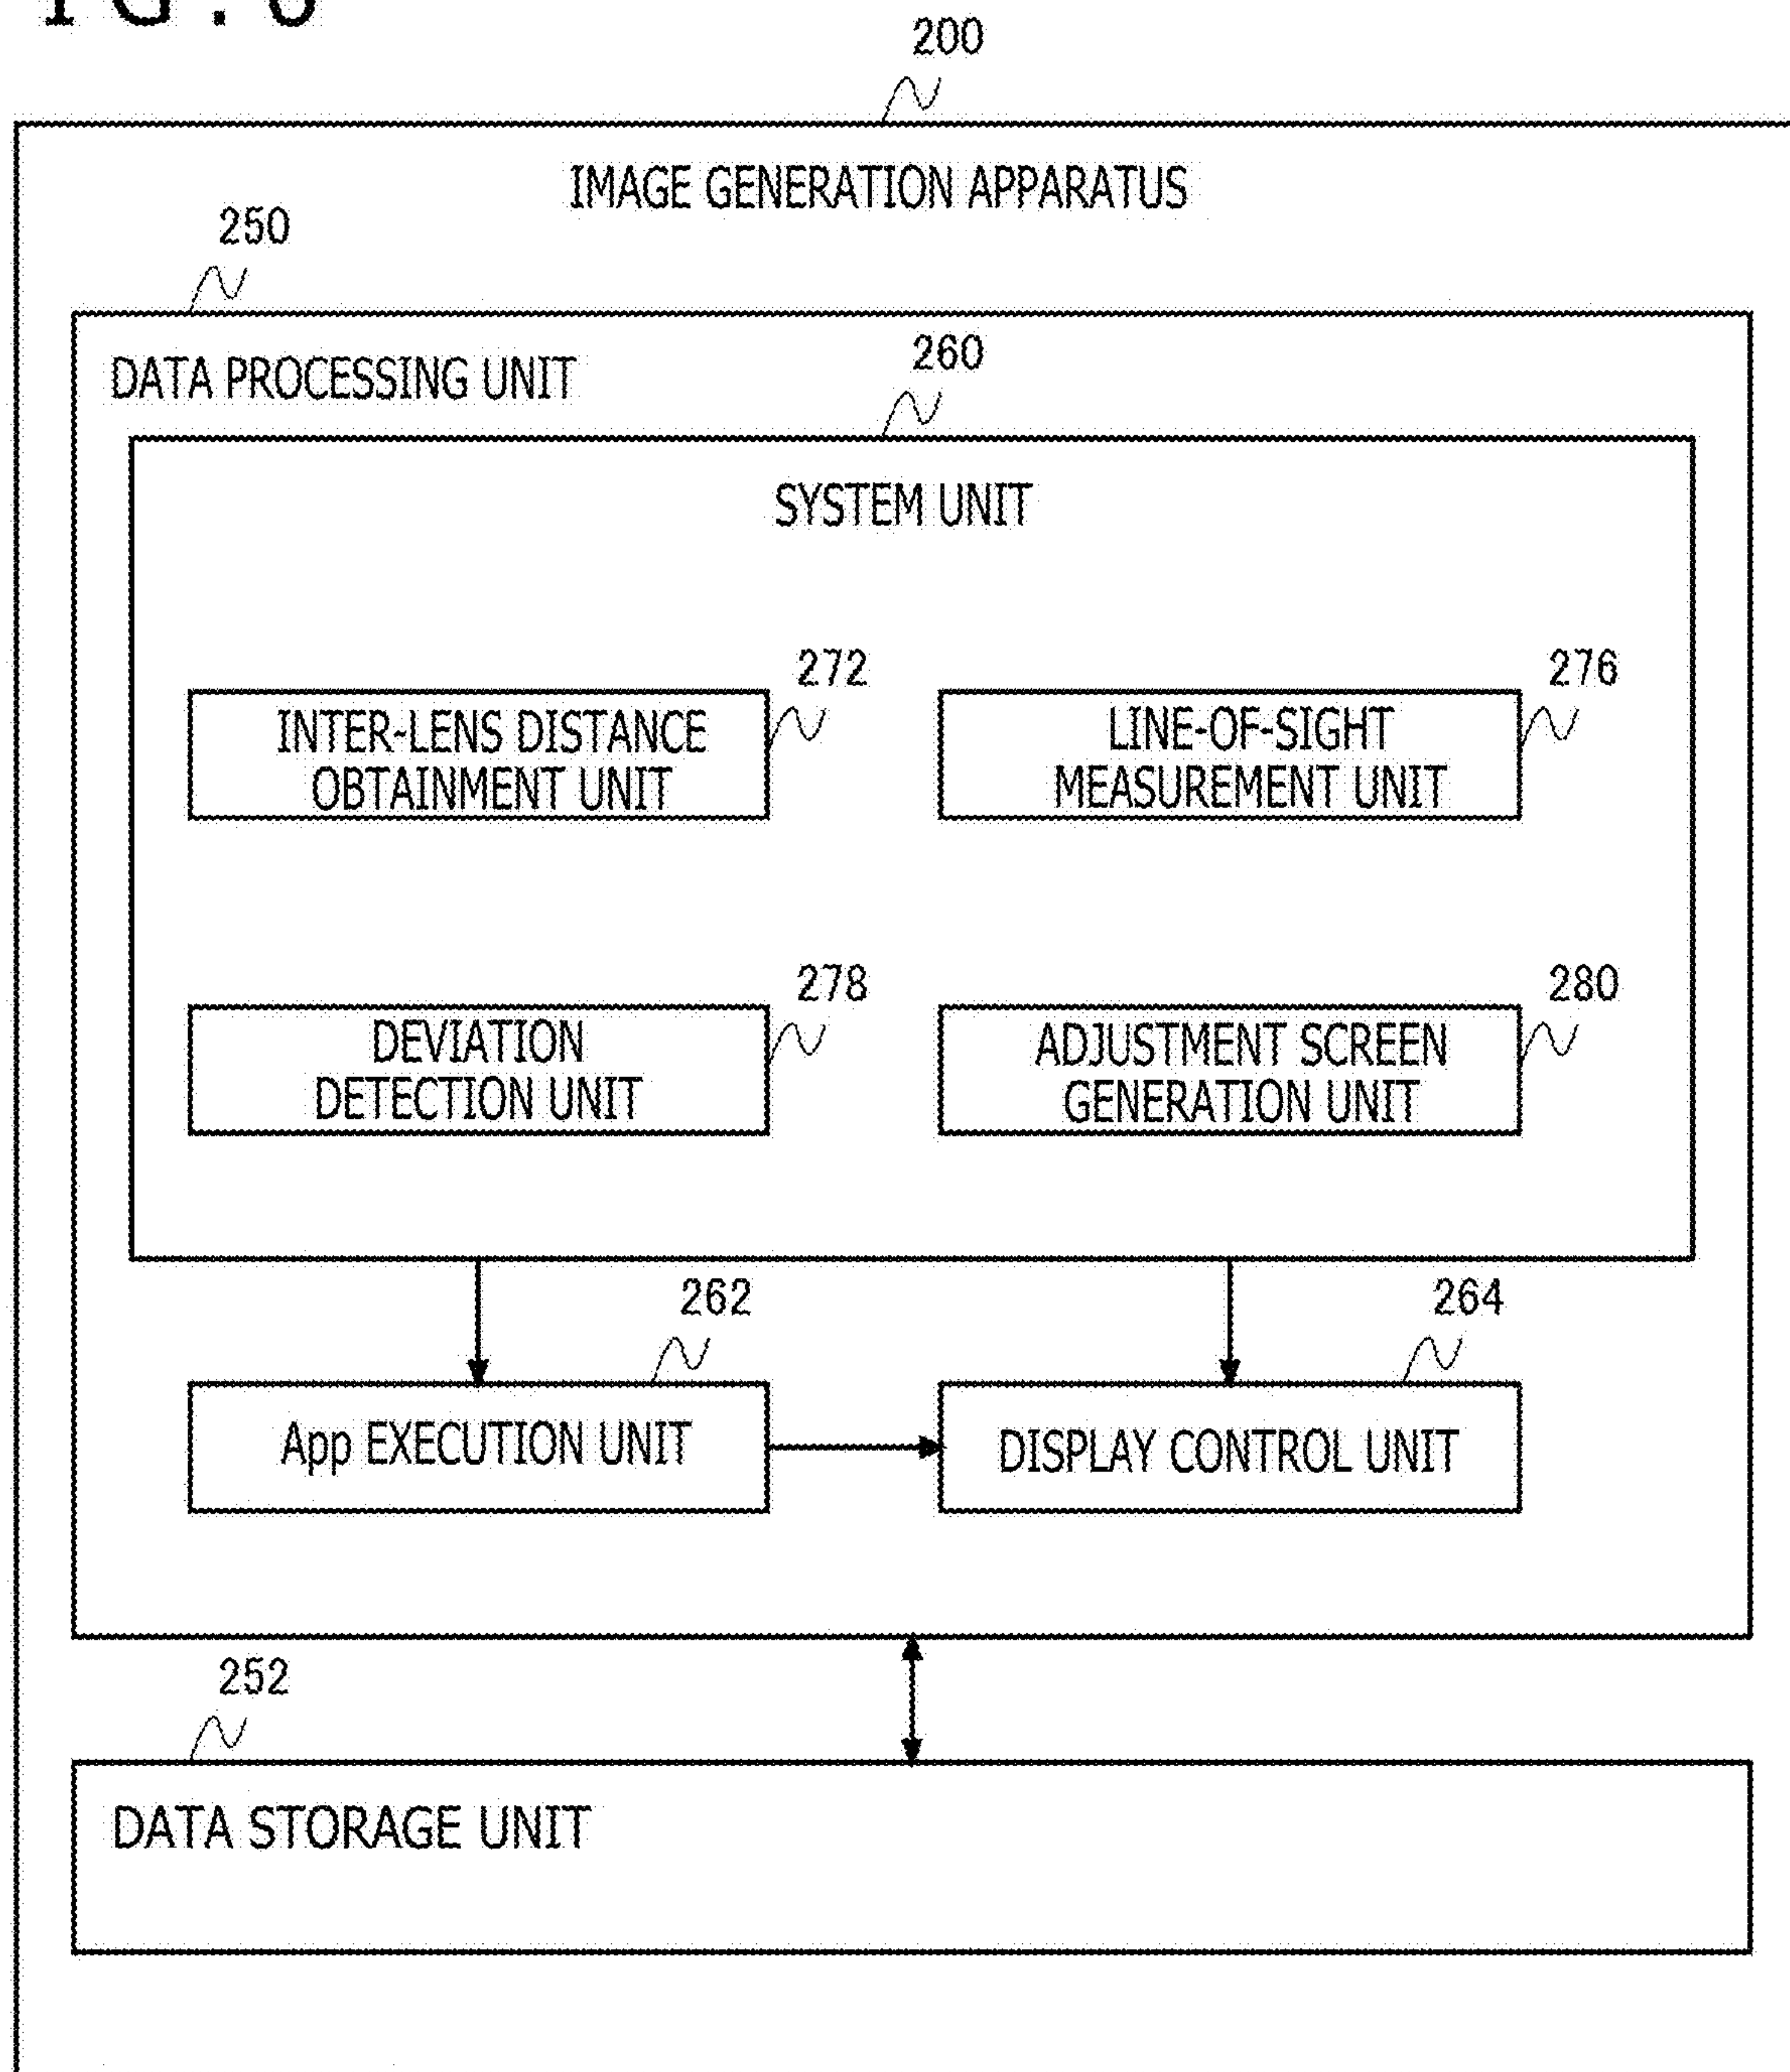 200
IMAGE GENERATION APPARATUS
250
DATA PROCESSING UNIT
260
SYSTEM UNIT
272
INTER-LENS DISTANCE
OBTAINMENT UNIT
276
LINE-OF-SIGHT
MEASUREMENT UNIT
278
DEVIATION
DETECTION UNIT
280
ADJUSTMENT SCREEN
GENERATION UNIT
262
App EXECUTION UNIT
264
DISPLAY CONTROL UNIT
252
DATA STORAGE UNIT